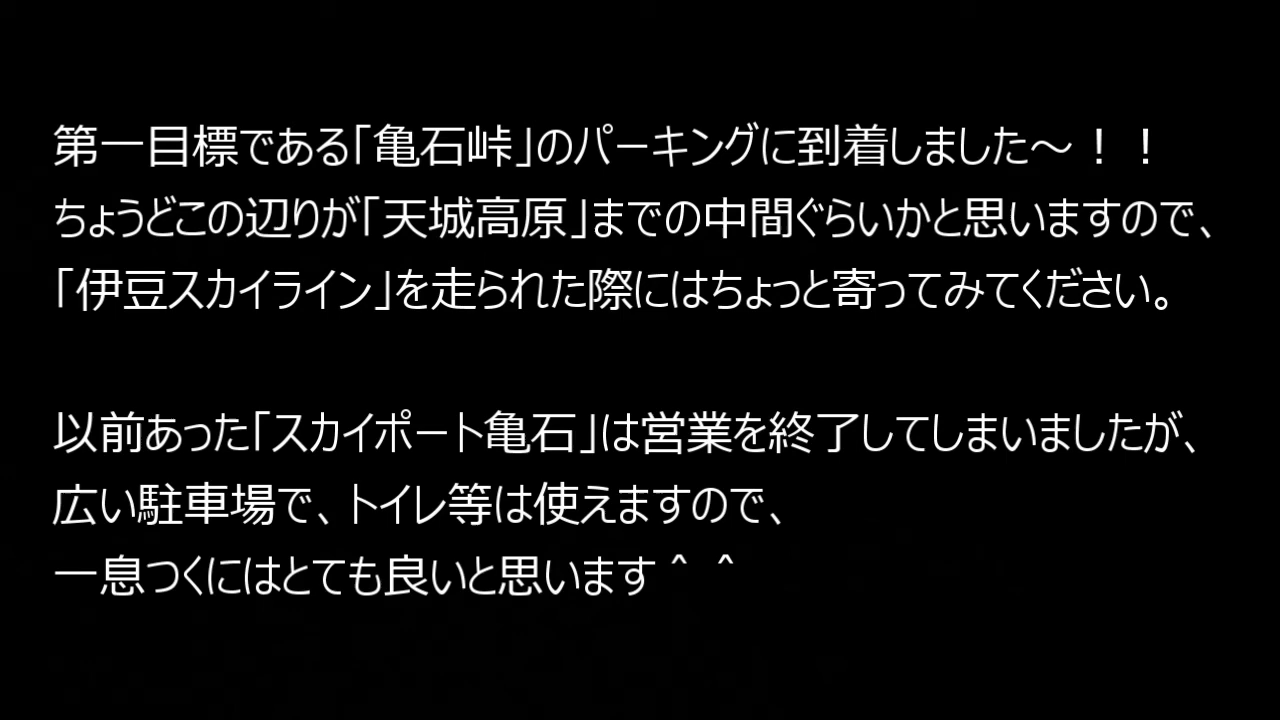 第一目標である「亀石峠」のパーキングに到着しました～！！
ちょうどこの辺りが「天城高原」までの中間ぐらいかと思いますので、
「伊豆スカイライン」を走られた際にはちょっと寄ってみてください。
以前あった「スカイポート亀石」は営業を終了してしまいましたが、
広い駐車場で、トイレ等は使えますので、
一息つくにはとても良いと思います＾ ＾